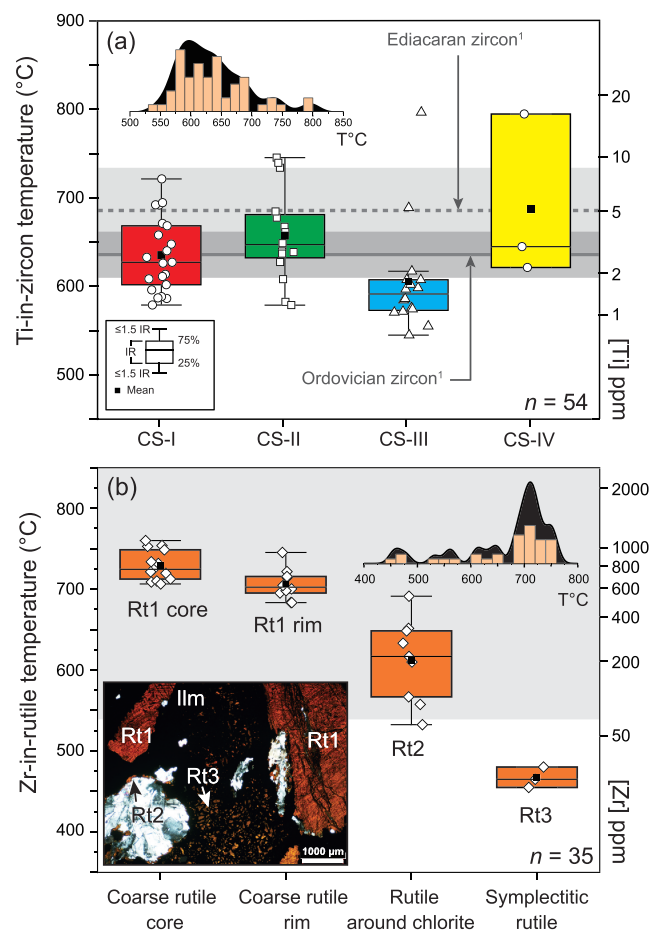 900
800
700
600
500
Ti-in-zircon temperature (°C)
(a)
500 550 600 650 700 750 800 850
T°C
Ediacaran zircon¹
Ordovician zircon¹
≤1.5 IR
IR
75%
25%
≤1.5 IR
Mean
n = 54
20
10
5
2
1
[Ti] ppm
CS-I CS-II CS-III CS-IV
800
700
600
500
400
Zr-in-rutile temperature (°C)
(b)
400 500 600 700 800
T°C
Rt1 core
Rt1 rim
Rt2
Rt3
Ilm
Rt1
Rt1
Rt3
Rt2
1000 µm
n = 35
2000
1000
800
600
400
200
50
[Zr] ppm
Coarse rutile core
Coarse rutile rim
Rutile around chlorite
Symplectitic rutile